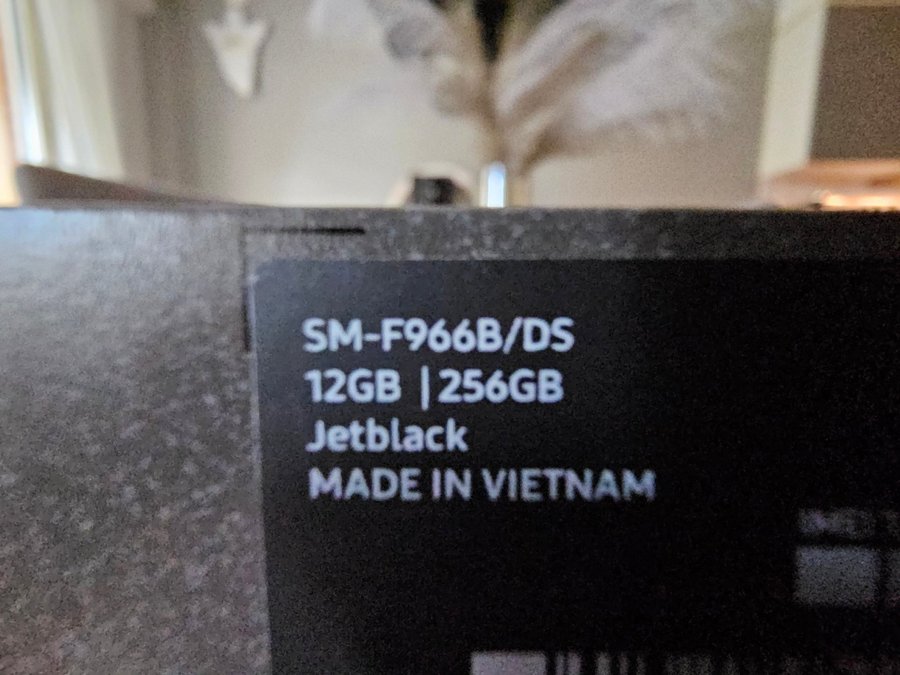 SM-F966B/DS
12GB | 256GB
Jetblack
MADE IN VIETNAM